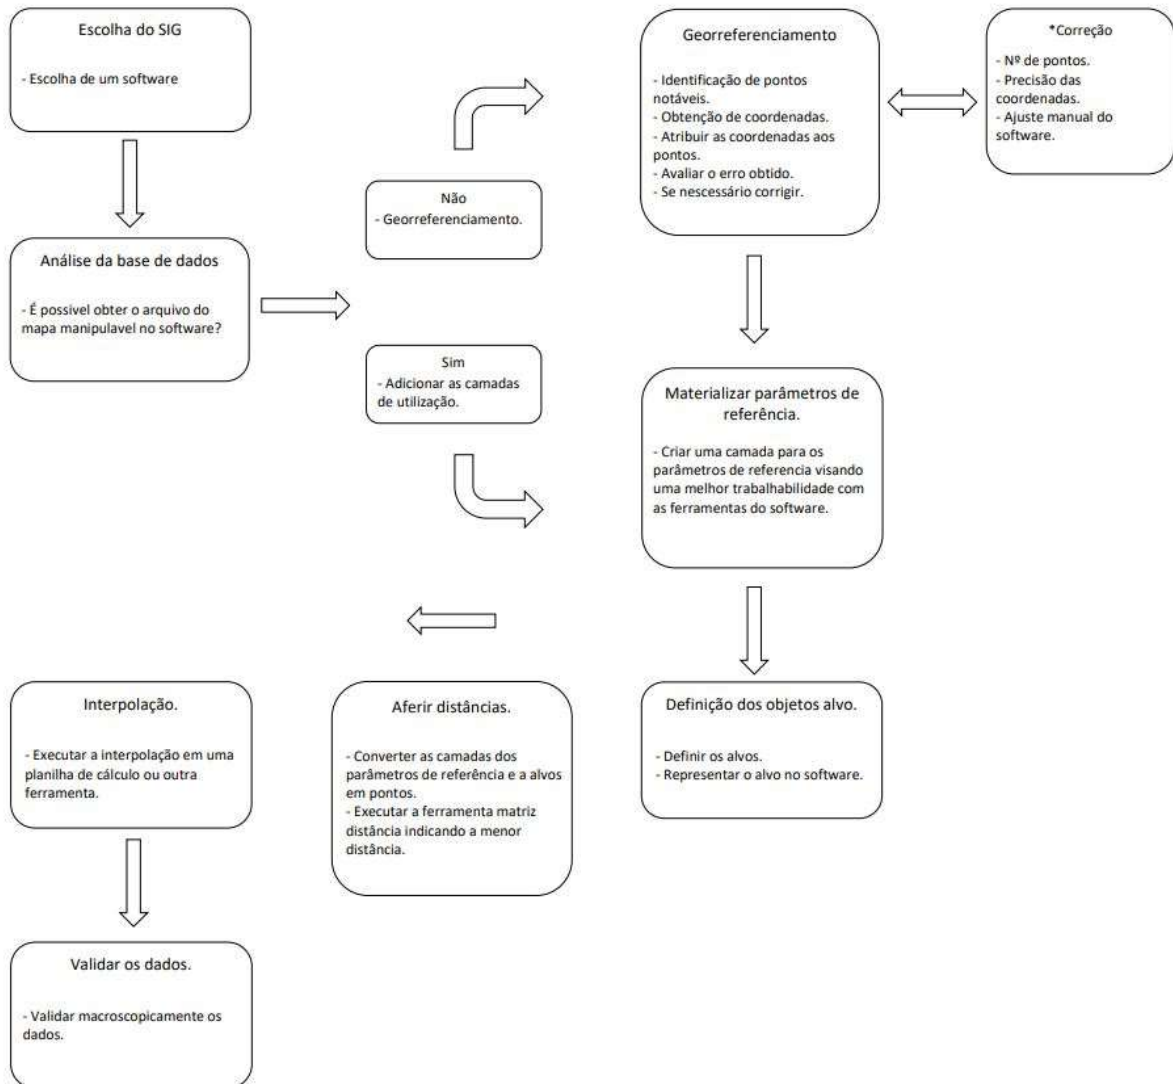 Escolha do SIG
- Escolha de um software
Análise da base de dados
- É possivel obter o arquivo do
mapa manipulavel no software?
Não
- Georreferenciamento.
Sim
- Adicionar as camadas
de utilização.
Georreferenciamento
- Identificação de pontos
notáveis.
- Obtenção de coordenadas.
- Atribuir as coordenadas aos
pontos.
- Avaliar o erro obtido.
- Se nescessário corrigir.
*Correção
- Nº de pontos.
- Precisão das
coordenadas.
- Ajuste manual do
software.
Materializar parâmetros de
referência.
- Criar uma camada para os
parâmetros de referencia visando
uma melhor trabalhabilidade com
as ferramentas do software.
Definição dos objetos alvo.
- Definir os alvos.
- Representar o alvo no software.
Aferir distâncias.
- Converter as camadas dos
parâmetros de referência e a alvos
em pontos.
- Executar a ferramenta matriz
distância indicando a menor
distância.
Interpolação.
- Executar a interpolação em uma
planilha de cálculo ou outra
ferramenta.
Validar os dados.
- Validar macroscopicamente os
dados.